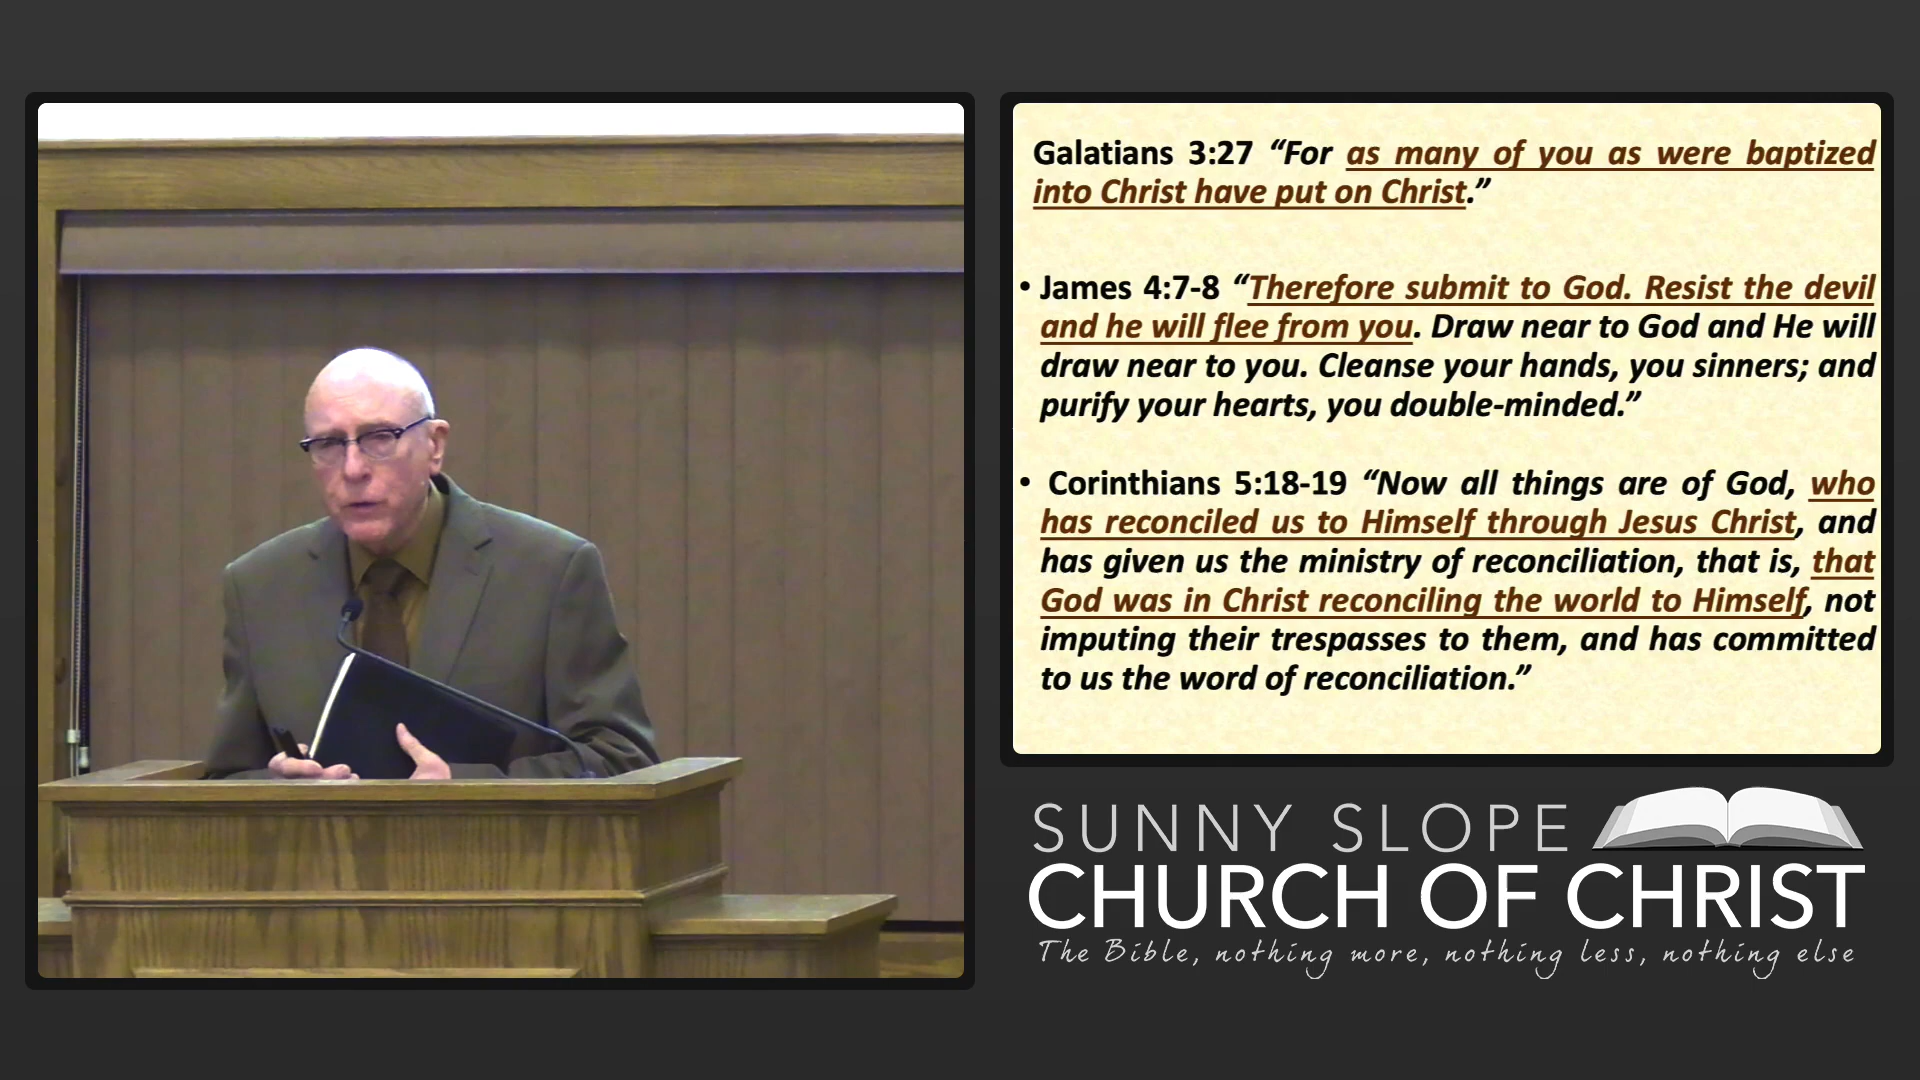 Galatians 3:27 “For as many of you as were baptized
into Christ have put on Christ.”
• James 4:7-8 “Therefore submit to God. Resist the devil
and he will flee from you. Draw near to God and He will
draw near to you. Cleanse your hands, you sinners; and
purify your hearts, you double-minded.”
• Corinthians 5:18-19 “Now all things are of God, who
has reconciled us to Himself through Jesus Christ, and
has given us the ministry of reconciliation, that is, that
God was in Christ reconciling the world to Himself, not
imputing their trespasses to them, and has committed
to us the word of reconciliation.”
SUNNY SLOPE
CHURCH OF CHRIST
The Bible, nothing more, nothing less, nothing else